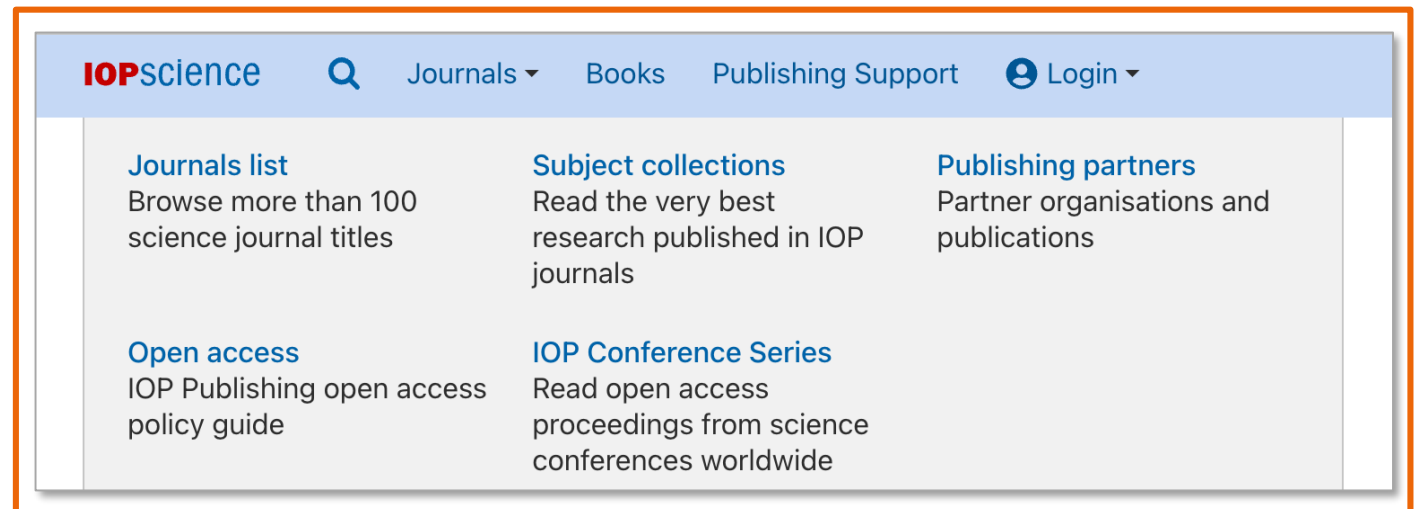 IOPscience Journals Books Publishing Support Login
Journals list
Browse more than 100
science journal titles
Subject collections
Read the very best
research published in IOP
journals
Publishing partners
Partner organisations and
publications
Open access
IOP Publishing open access
policy guide
IOP Conference Series
Read open access
proceedings from science
conferences worldwide